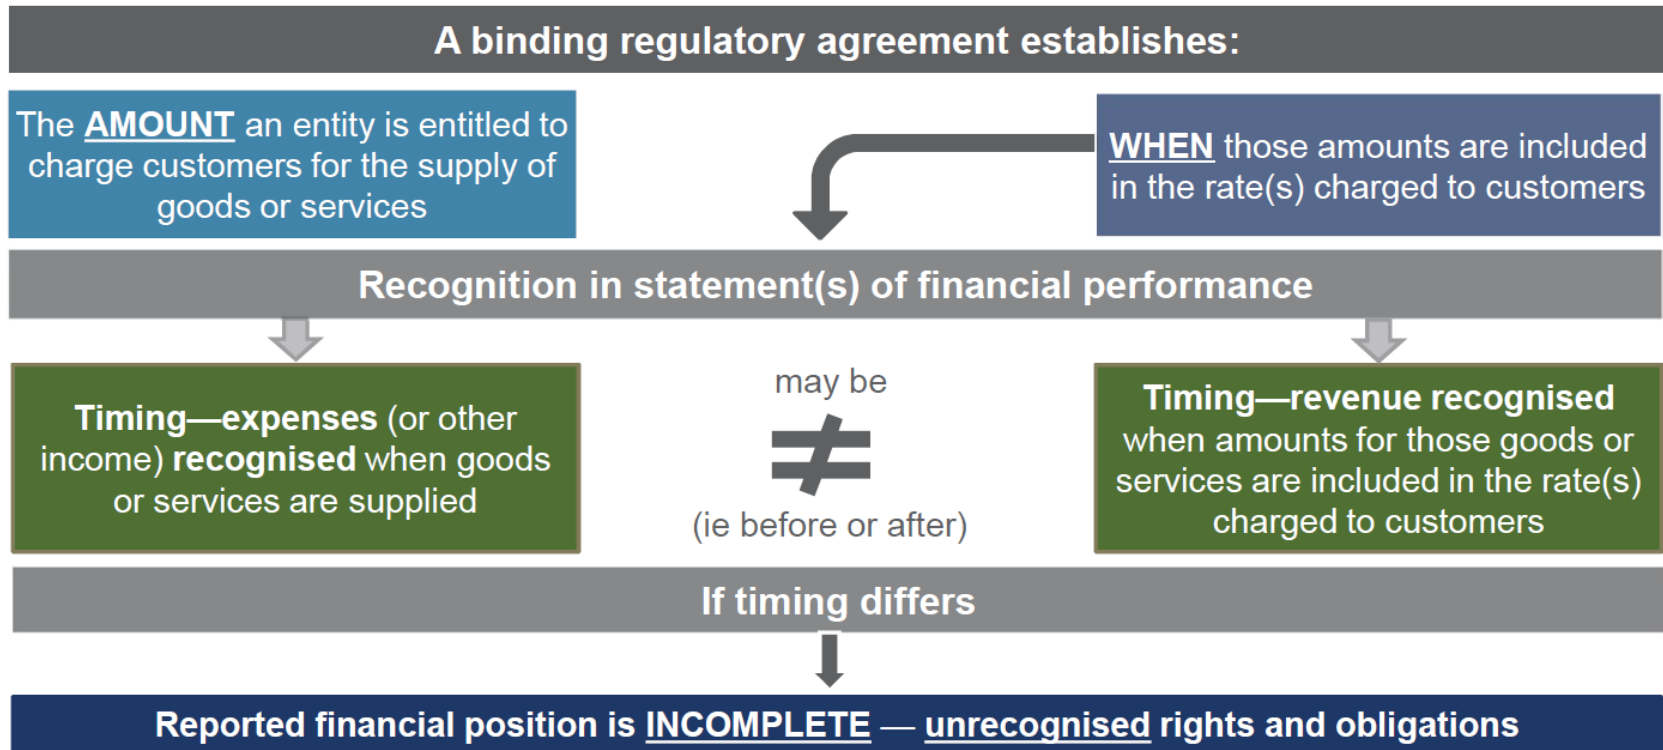 A binding regulatory agreement establishes:
The AMOUNT an entity is entitled to
charge customers for the supply of
goods or services
WHEN those amounts are included
in the rate(s) charged to customers
Recognition in statement(s) of financial performance
Timing—expenses (or other
income) recognised when goods
or services are supplied
may be
≠
(ie before or after)
Timing—revenue recognised
when amounts for those goods or
services are included in the rate(s)
charged to customers
If timing differs
Reported financial position is INCOMPLETE — unrecognised rights and obligations